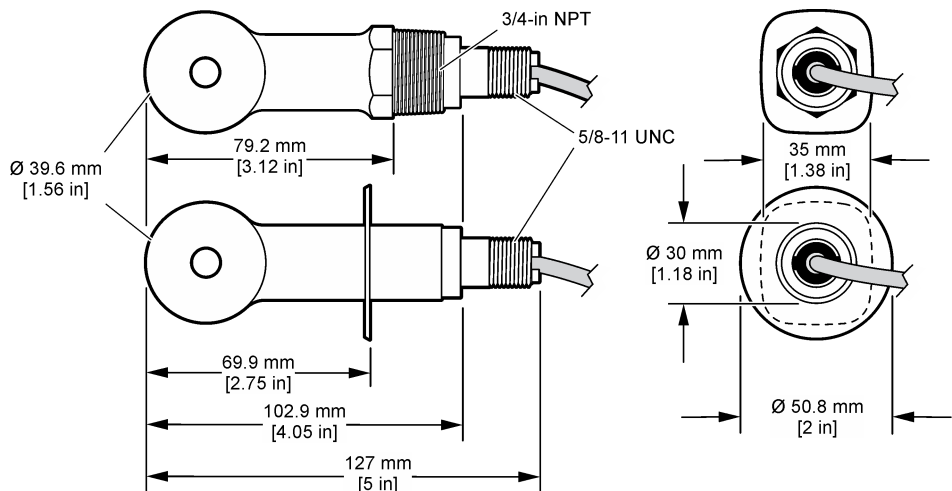 3/4-in NPT
79.2 mm
[3.12 in]
5/8-11 UNC
35 mm
[1.38 in]
Ø 39.6 mm
[1.56 in]
Ø 30 mm
[1.18 in]
69.9 mm
[2.75 in]
102.9 mm
[4.05 in]
Ø 50.8 mm
[2 in]
127 mm
[5 in]